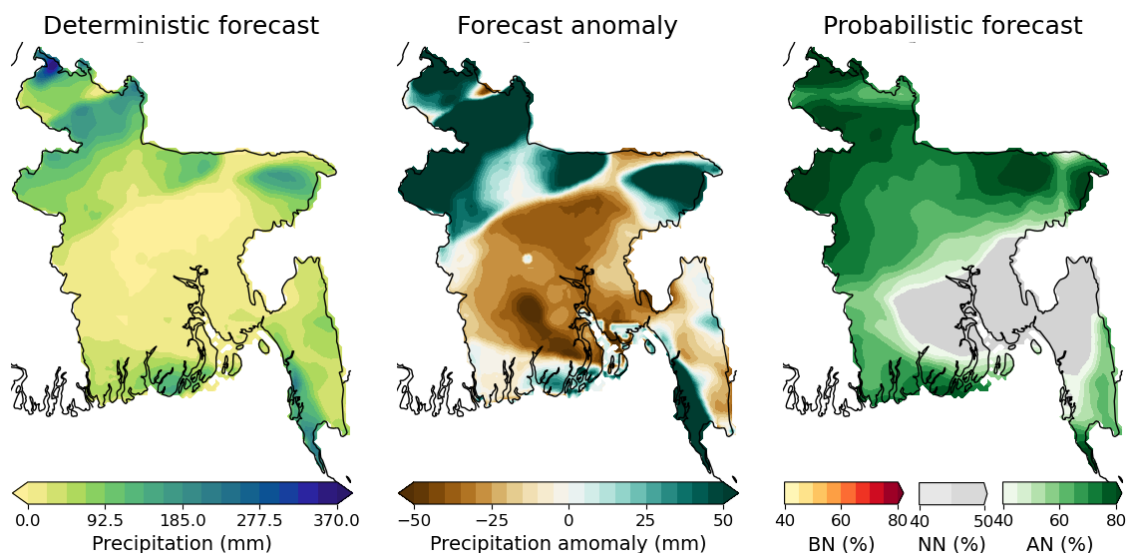 Deterministic forecast
Forecast anomaly
Probabilistic forecast
0.0 92.5 185.0 277.5 370.0
Precipitation (mm)
−50 −25 0 25 50
Precipitation amomaly (mm)
40 60 80
BN (%)
40 50
NN (%)
40 60 80
AN (%)